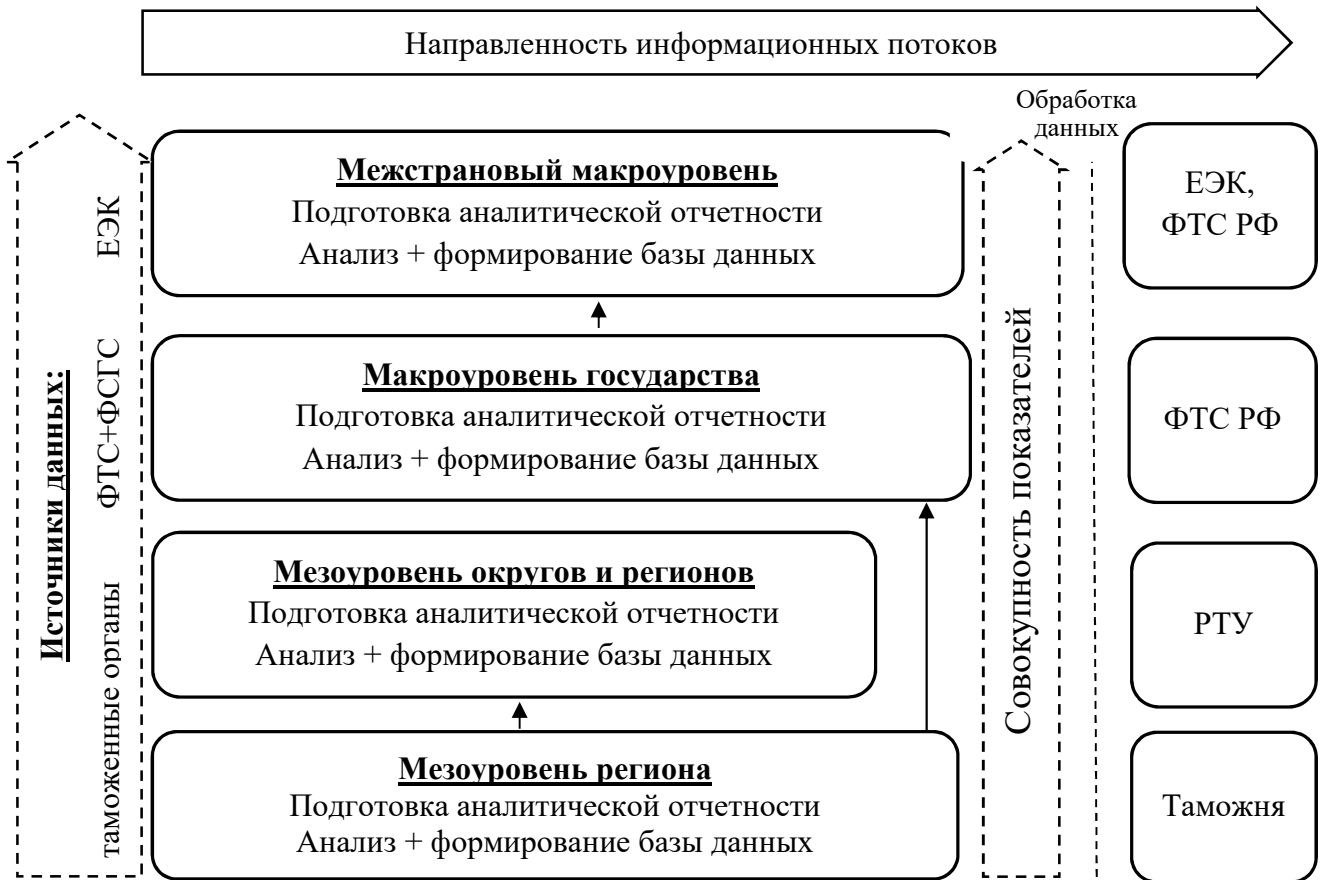 Направленность информационных потоков
Обработка
данных
Источники данных:
ЕЭК
ФТС+ФСГС
таможенные органы
Межстрановый макроуровень
Подготовка аналитической отчетности
Анализ + формирование базы данных
Макроуровень государства
Подготовка аналитической отчетности
Анализ + формирование базы данных
Мезоуровень округов и регионов
Подготовка аналитической отчетности
Анализ + формирование базы данных
Мезоуровень региона
Подготовка аналитической отчетности
Анализ + формирование базы данных
Совокупность показателей
ЕЭК,
ФТС РФ
ФТС РФ
РТУ
Таможня